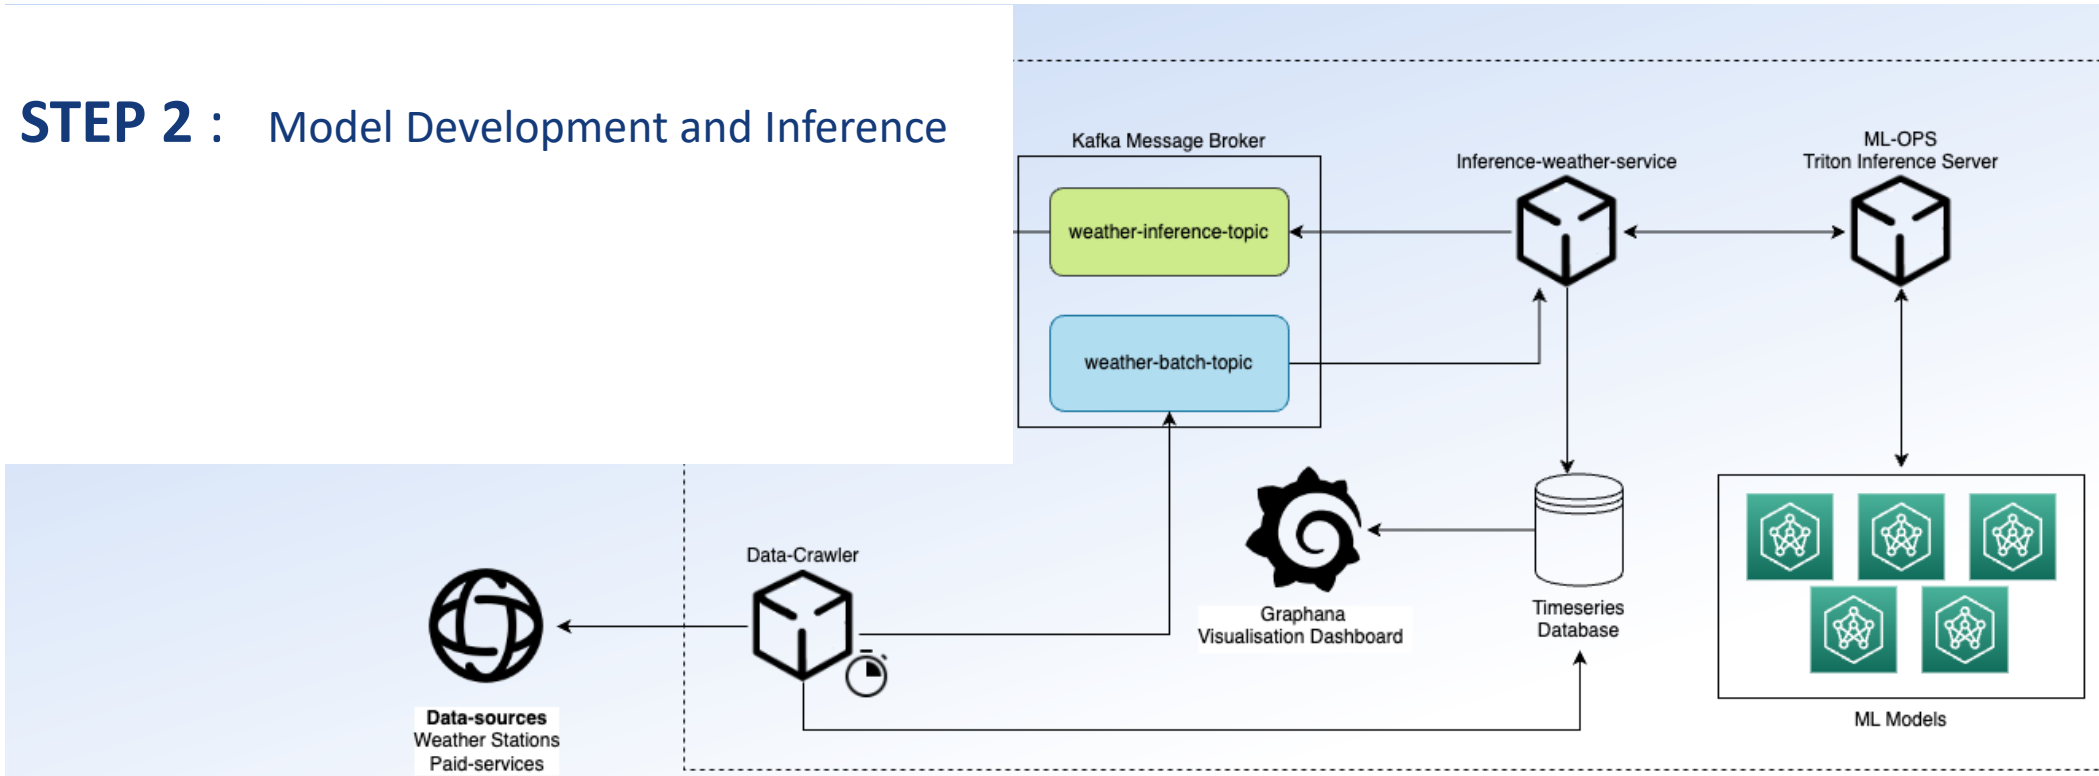 STEP 2 : Model Development and Inference
Kafka Message Broker
weather-inference-topic
weather-batch-topic
Inference-weather-service
ML-OPS
Triton Inference Server
Data-Crawler
Data-sources
Weather Stations
Paid-services
Graphana
Visualisation Dashboard
Timeseries
Database
ML Models